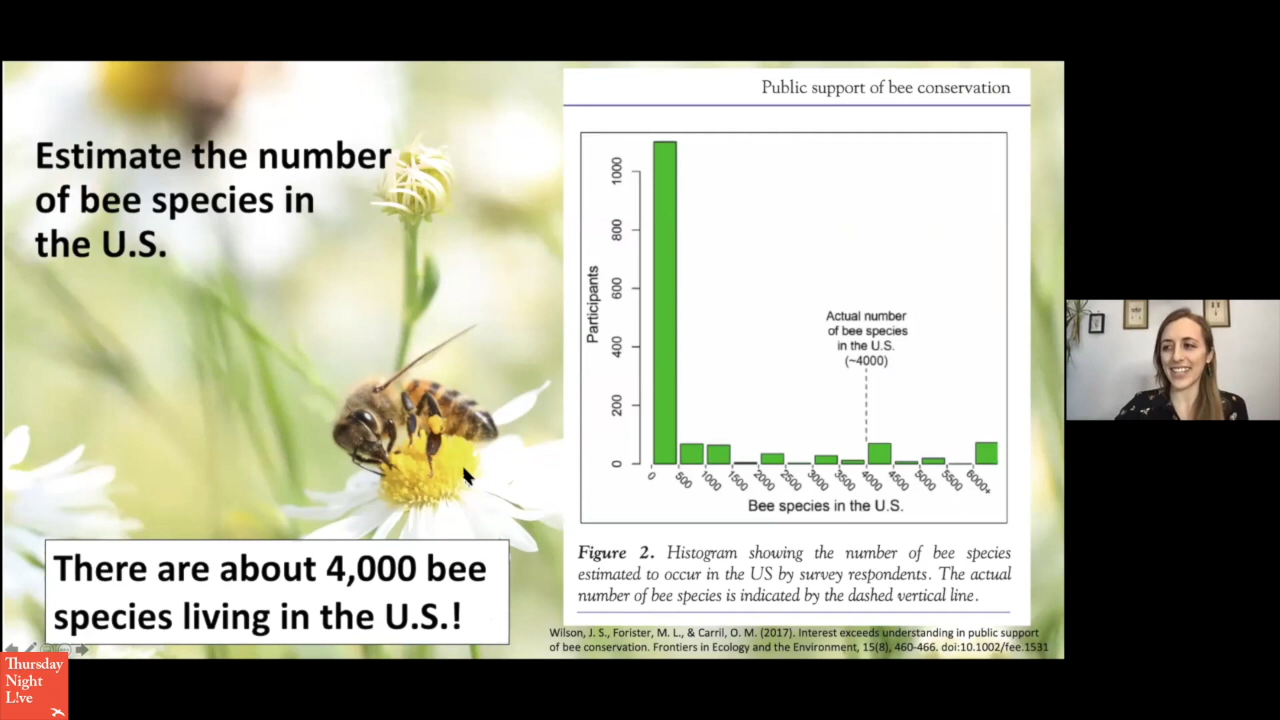 Estimate the number
of bee species in
the U.S.
There are about 4,000 bee
species living in the U.S.!
Public support of bee conservation
Participants
1000
800
600
400
200
0
Actual number
of bee species
in the U.S.
(~4000)
0 500 1000 1500 2000 2500 3000 3500 4000 4500 5000 5500 6000+
Bee species in the U.S.
Figure 2. Histogram showing the number of bee species
estimated to occur in the US by survey respondents. The actual
number of bee species is indicated by the dashed vertical line.
Wilson, J. S., Forister, M. L., & Carril, O. M. (2017). Interest exceeds understanding in public support
of bee conservation. Frontiers in Ecology and the Environment, 15(8), 460-466. doi:10.1002/fee.1531
Thursday
Night
L!ve